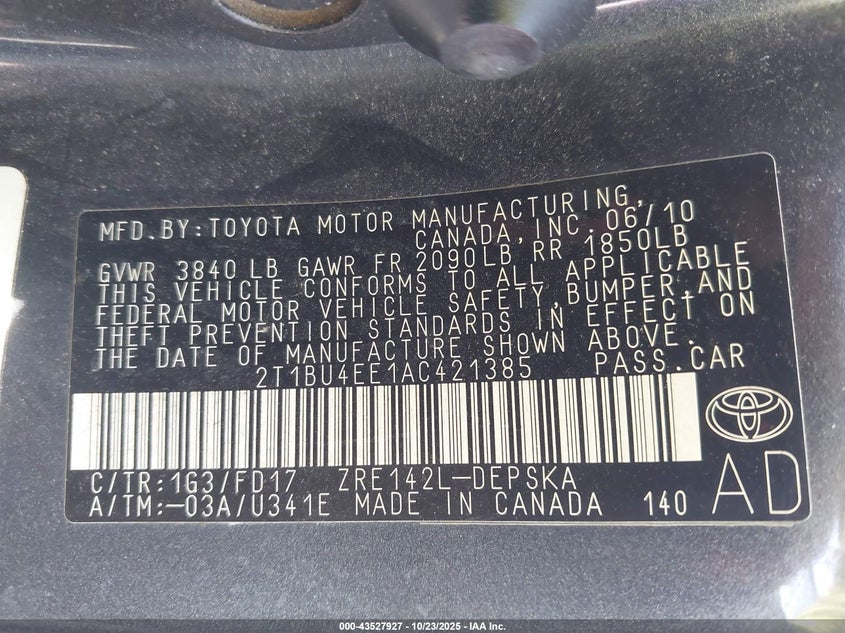 MFD.BY:TOYOTA MOTOR MANUFACTURING,
CANADA,INC. 06/10
GVWR 3840 LB GAWR FR 2090LB RR 1850LB
THIS VEHICLE CONFORMS TO ALL APPLICABLE
FEDERAL MOTOR VEHICLE SAFETY,BUMPER,AND
THEFT PREVENTION STANDARDS IN EFFECT ON
THE DATE OF MANUFACTURE SHOWN ABOVE.
2T1BU4EE1AC421385 PASS.CAR
C/TR:1G3/FD17 ZRE142L-DEPSKA
A/TM:-03A/U341E MADE IN CANADA 140 AD
000-43527927 - 10/23/2025 - IAA Inc.